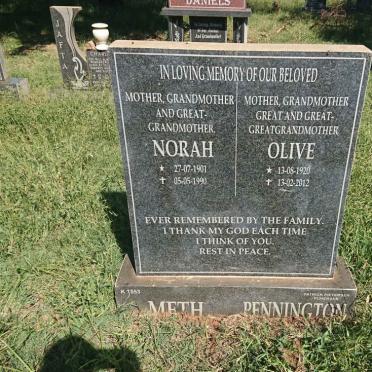 DANIELS
JAFTA
IN LOVING MEMORY OF OUR BELOVED
MOTHER, GRANDMOTHER
AND GREAT-
GRANDMOTHER.
NORAH
27-07-1901
05-05-1990
MOTHER, GRANDMOTHER
GREAT AND GREAT-
GREATGRANDMOTHER
OLIVE
13-08-1920
13-02-2012
EVER REMEMBERED BY THE FAMILY.
I THANK MY GOD EACH TIME
I THINK OF YOU.
REST IN PEACE.
METH PENNINGTON